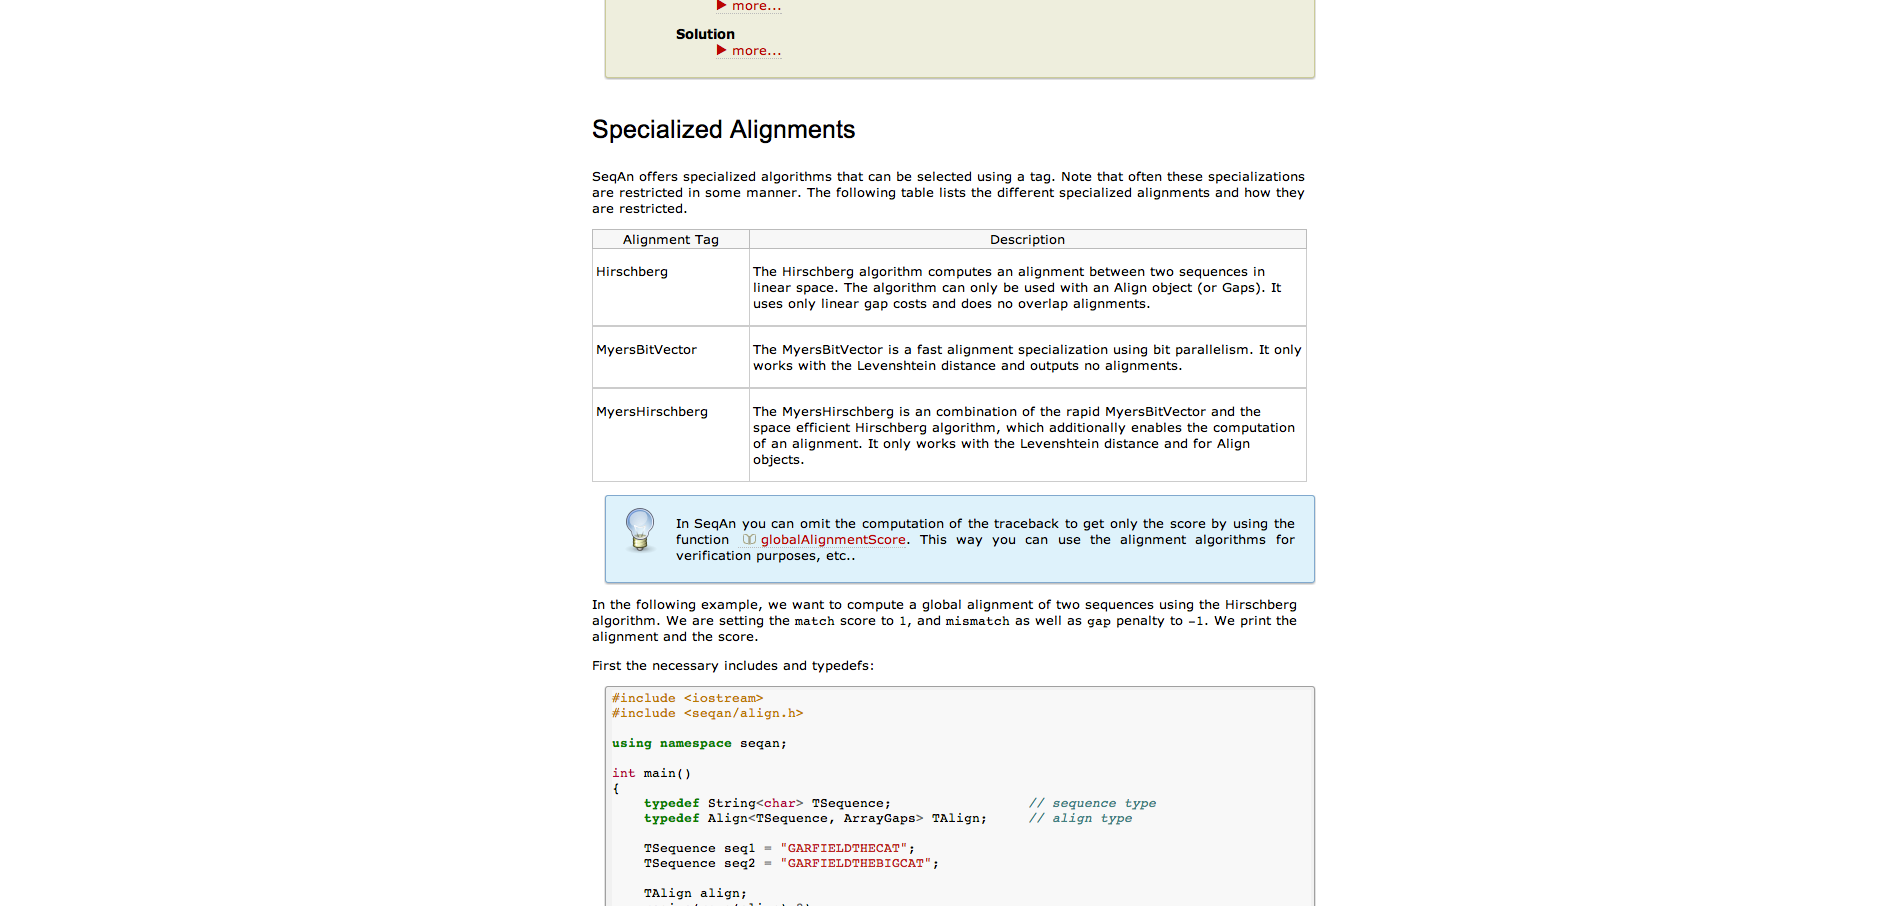 ▶ more...
Solution
▶ more...
Specialized Alignments
SeqAn offers specialized algorithms that can be selected using a tag. Note that often these specializations
are restricted in some manner. The following table lists the different specialized alignments and how they
are restricted.
Alignment Tag Description
Hirschberg The Hirschberg algorithm computes an alignment between two sequences in
linear space. The algorithm can only be used with an Align object (or Gaps). It
uses only linear gap costs and does no overlap alignments.
MyersBitVector The MyersBitVector is a fast alignment specialization using bit parallelism. It only
works with the Levenshtein distance and outputs no alignments.
MyersHirschberg The MyersHirschberg is an combination of the rapid MyersBitVector and the
space efficient Hirschberg algorithm, which additionally enables the computation
of an alignment. It only works with the Levenshtein distance and for Align
objects.
In SeqAn you can omit the computation of the traceback to get only the score by using the
function globalAlignmentScore. This way you can use the alignment algorithms for
verification purposes, etc..
In the following example, we want to compute a global alignment of two sequences using the Hirschberg
algorithm. We are setting the match score to 1, and mismatch as well as gap penalty to -1. We print the
alignment and the score.
First the necessary includes and typedefs:
#include <iostream>
#include <seqan/align.h>
using namespace seqan;
int main()
{
typedef String<char> TSequence; // sequence type
typedef Align<TSequence, ArrayGaps> TAlign; // align type
TSequence seq1 = "GARFIELDTHECAT";
TSequence seq2 = "GARFIELDTHEBIGCAT";
TAlign align;